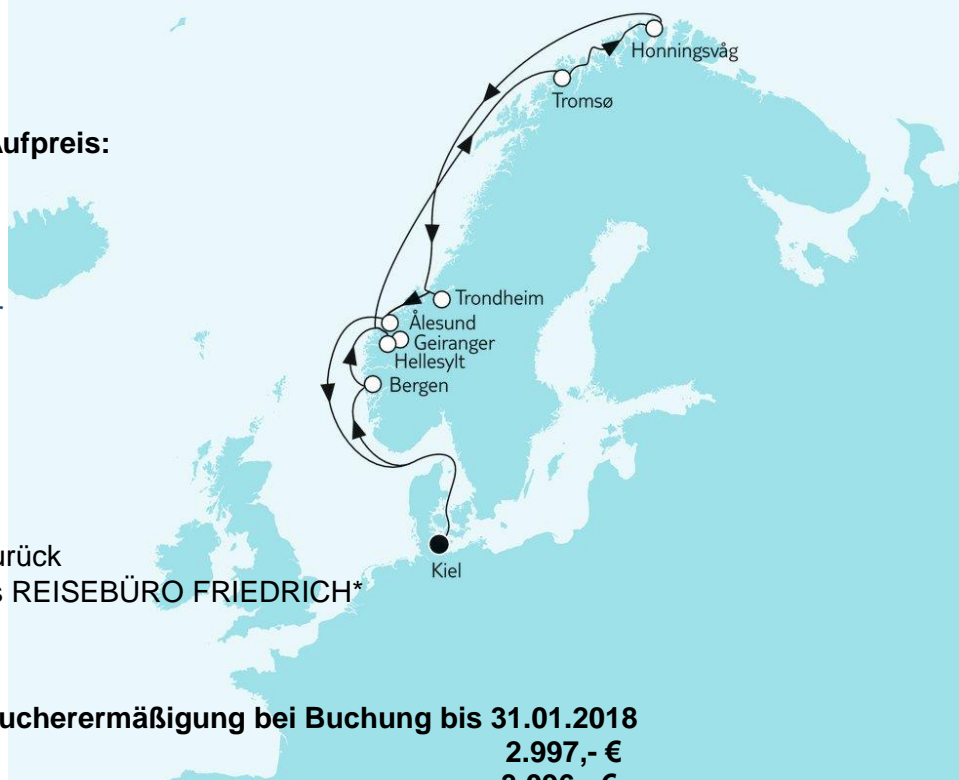 Honningsvåg
Tromsø
Aufpreis:
Trondheim
Ålesund
Geiranger
Hellesylt
Bergen
Kiel
urück
s REISEBÜRO FRIEDRICH*
ucherermäßigung bei Buchung bis 31.01.2018
2.997,- €